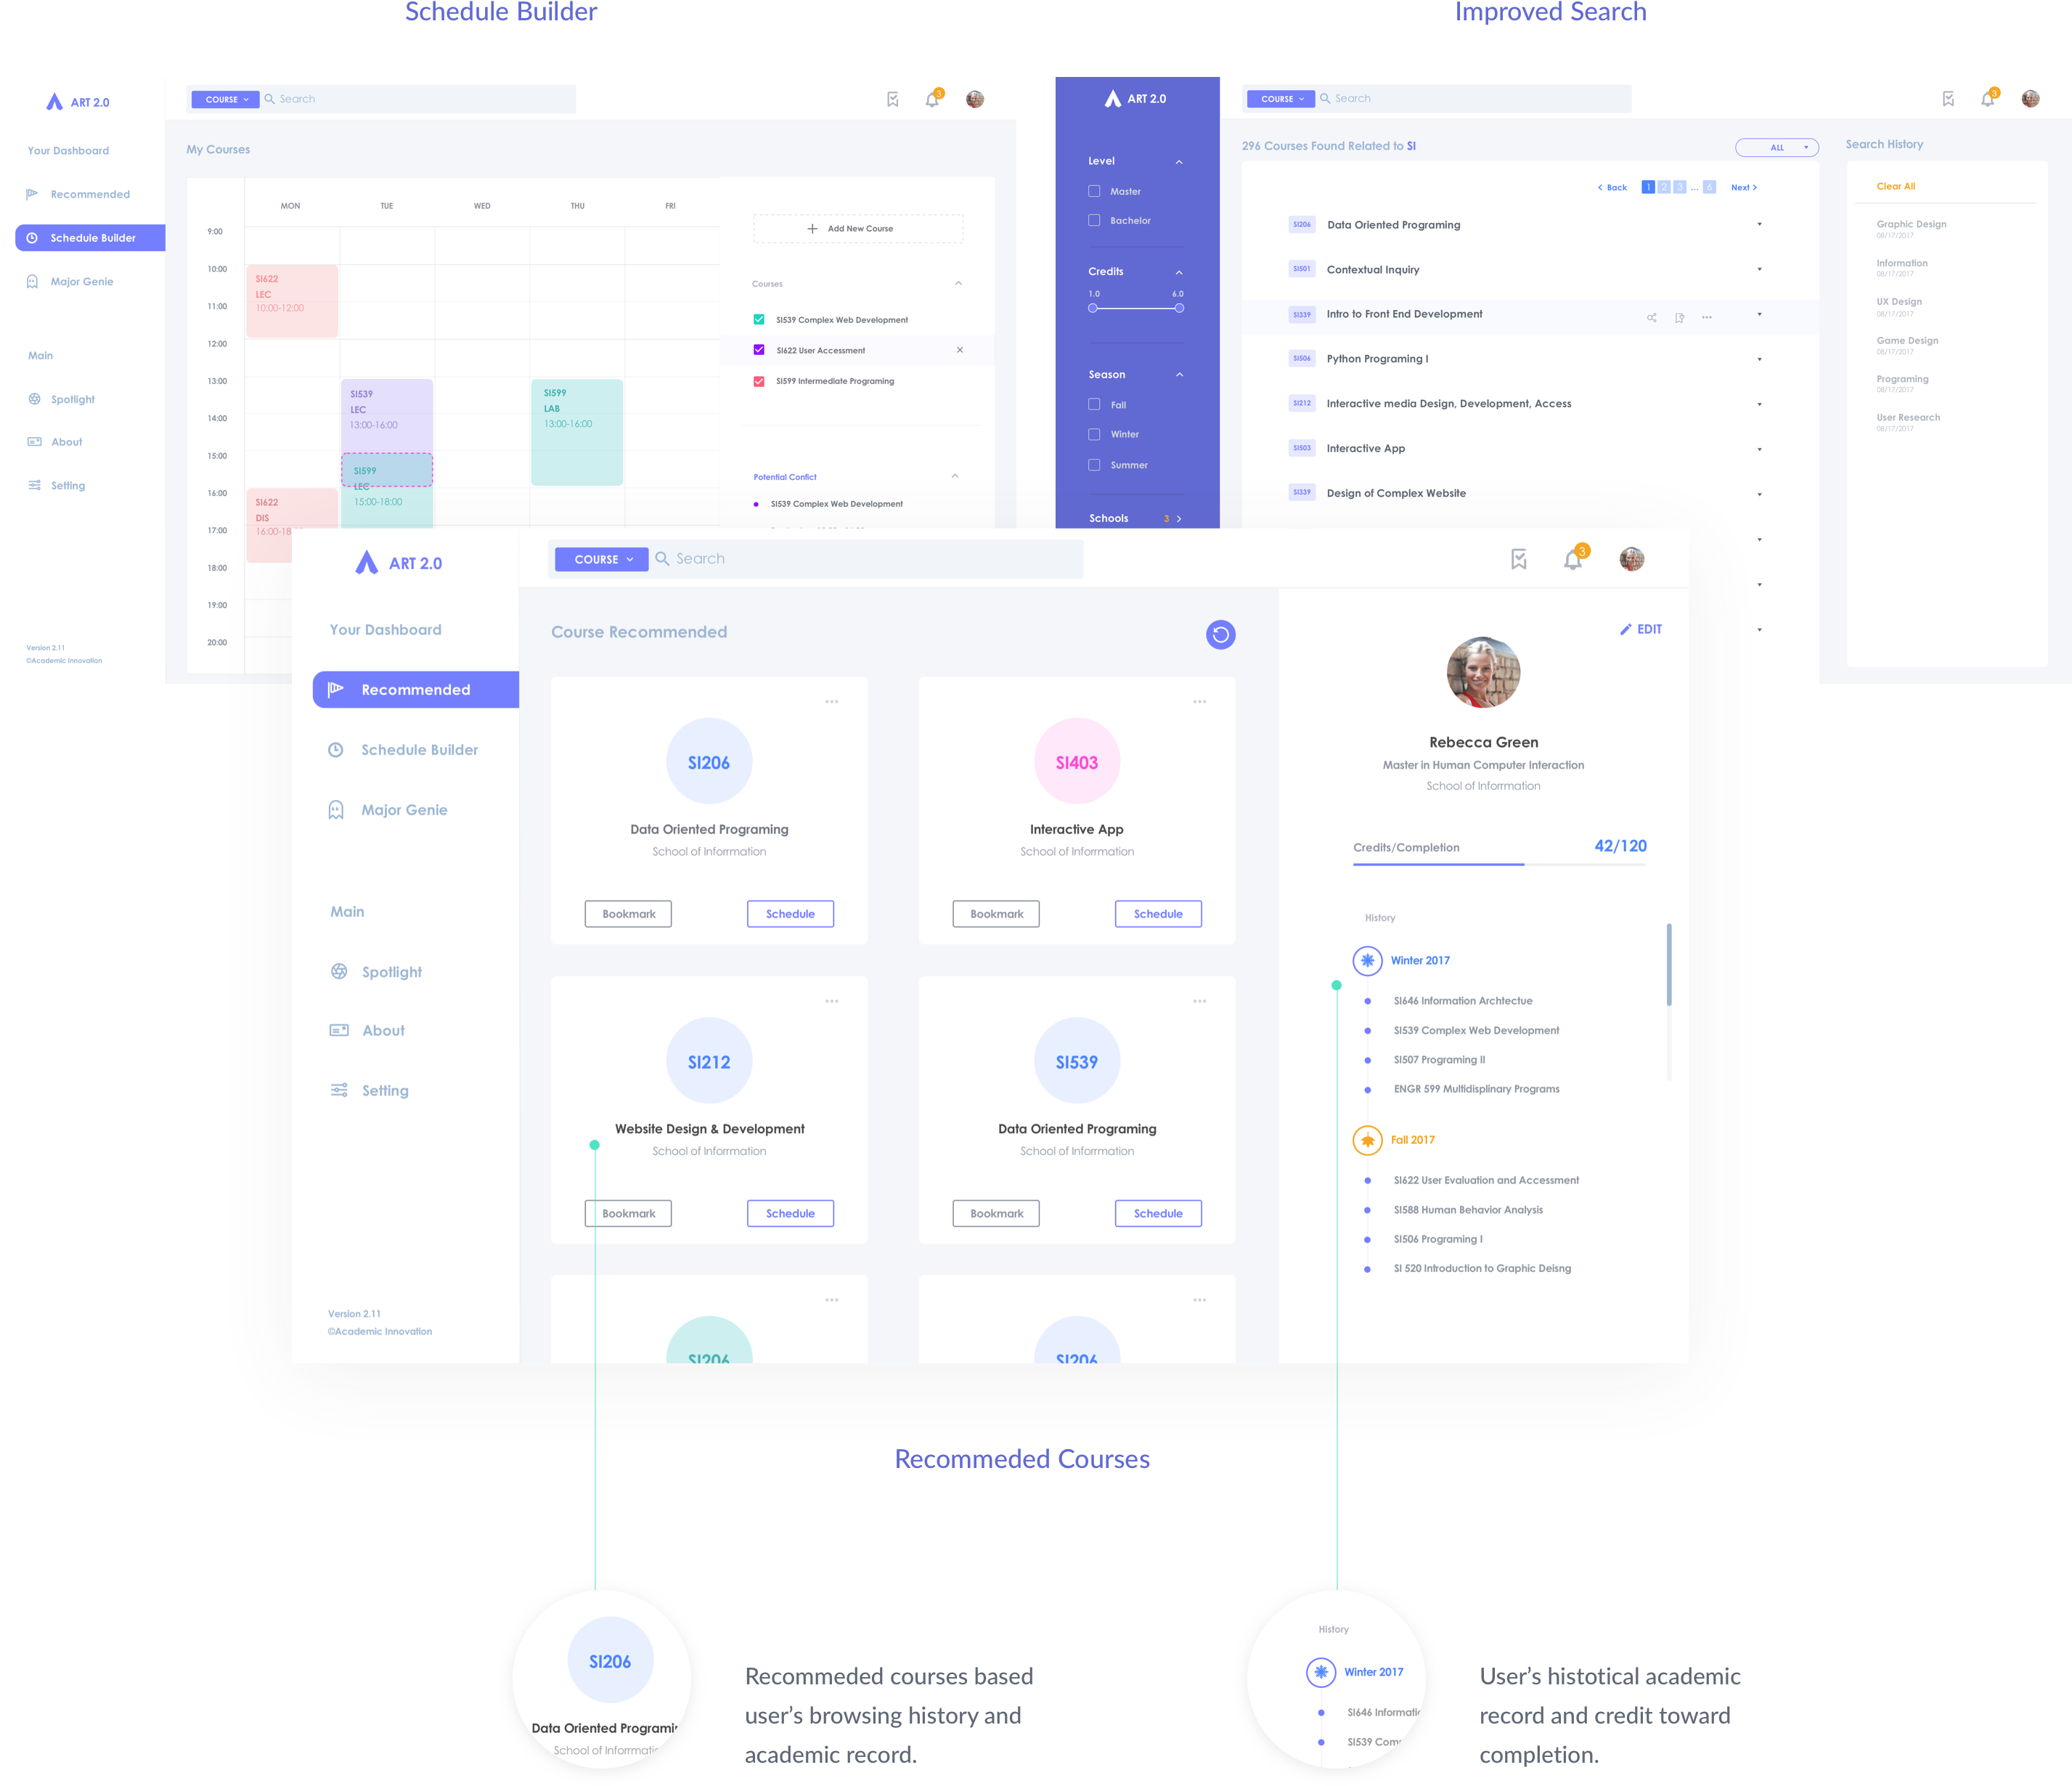 Schedule Builder
Improved Search
ART 2.0
COURSE
Search
3
Your Dashboard
Recommended
Schedule Builder
Major Genie
Main
Spotlight
About
Setting
Version 2.11
©Academic Innovation
My Courses
MON TUE WED THU FRI
9:00
10:00
11:00
12:00
13:00
14:00
15:00
16:00
17:00
18:00
19:00
20:00
SI622
LEC
10:00-12:00
SI539
LEC
13:00-16:00
SI599
LEC
15:00-18:00
SI599
LAB
13:00-16:00
SI622
DIS
16:00-18
Add New Course
Courses
SI539 Complex Web Development
SI622 User Accessment
SI599 Intermediate Programing
Potential Confict
SI539 Complex Web Development
ART 2.0
COURSE
Search
3
Level
Master
Bachelor
Credits
1.0 6.0
Season
Fall
Winter
Summer
Schools 3
296 Courses Found Related to SI
ALL
Back 1 2 3 ... 6 Next
SI206 Data Oriented Programing
SI501 Contextual Inquiry
SI339 Intro to Front End Development
SI506 Python Programing I
SI212 Interactive media Design, Development, Access
SI503 Interactive App
SI339 Design of Complex Website
Search History
Clear All
Graphic Design
08/17/2017
Information
08/17/2017
UX Design
08/17/2017
Game Design
08/17/2017
Programing
08/17/2017
User Research
08/17/2017
ART 2.0
COURSE
Search
3
Your Dashboard
Recommended
Schedule Builder
Major Genie
Main
Spotlight
About
Setting
Version 2.11
©Academic Innovation
Course Recommended
SI206
Data Oriented Programing
School of Inforrmation
Bookmark Schedule
SI403
Interactive App
School of Inforrmation
Bookmark Schedule
SI212
Website Design & Development
School of Inforrmation
Bookmark Schedule
SI539
Data Oriented Programing
School of Inforrmation
Bookmark Schedule
SI206
SI206
EDIT
Rebecca Green
Master in Human Computer Interaction
School of Inforrmation
Credits/Completion 42/120
History
Winter 2017
SI646 Information Archtectue
SI539 Complex Web Development
SI507 Programing II
ENGR 599 Multidisplinary Programs
Fall 2017
SI622 User Evaluation and Accessment
SI588 Human Behavior Analysis
SI506 Programing I
SI 520 Introduction to Graphic Deisng
Recommeded Courses
SI206
Data Oriented Programin
School of Inforrmatio
Recommeded courses based
user's browsing history and
academic record.
History
Winter 2017
SI646 Informatio
SI539 Com
User's histotical academic
record and credit toward
completion.